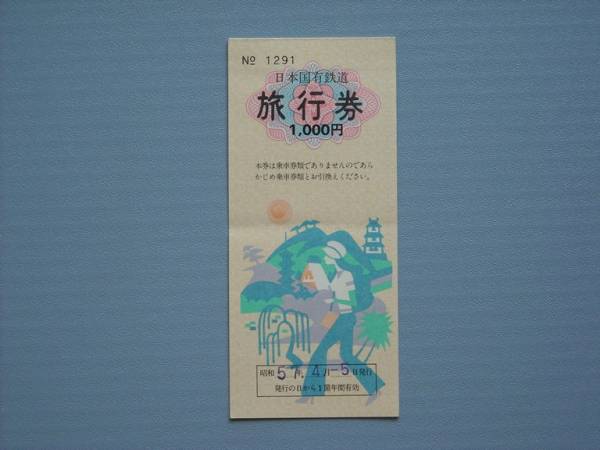 № 1291
日本国有鉄道
旅行券
1,000円
本券は乗車券類でありませんのであら
かじめ乗車券類とお引換えください。
昭和57年.4月-5日発行
発行の日から1箇年間有効